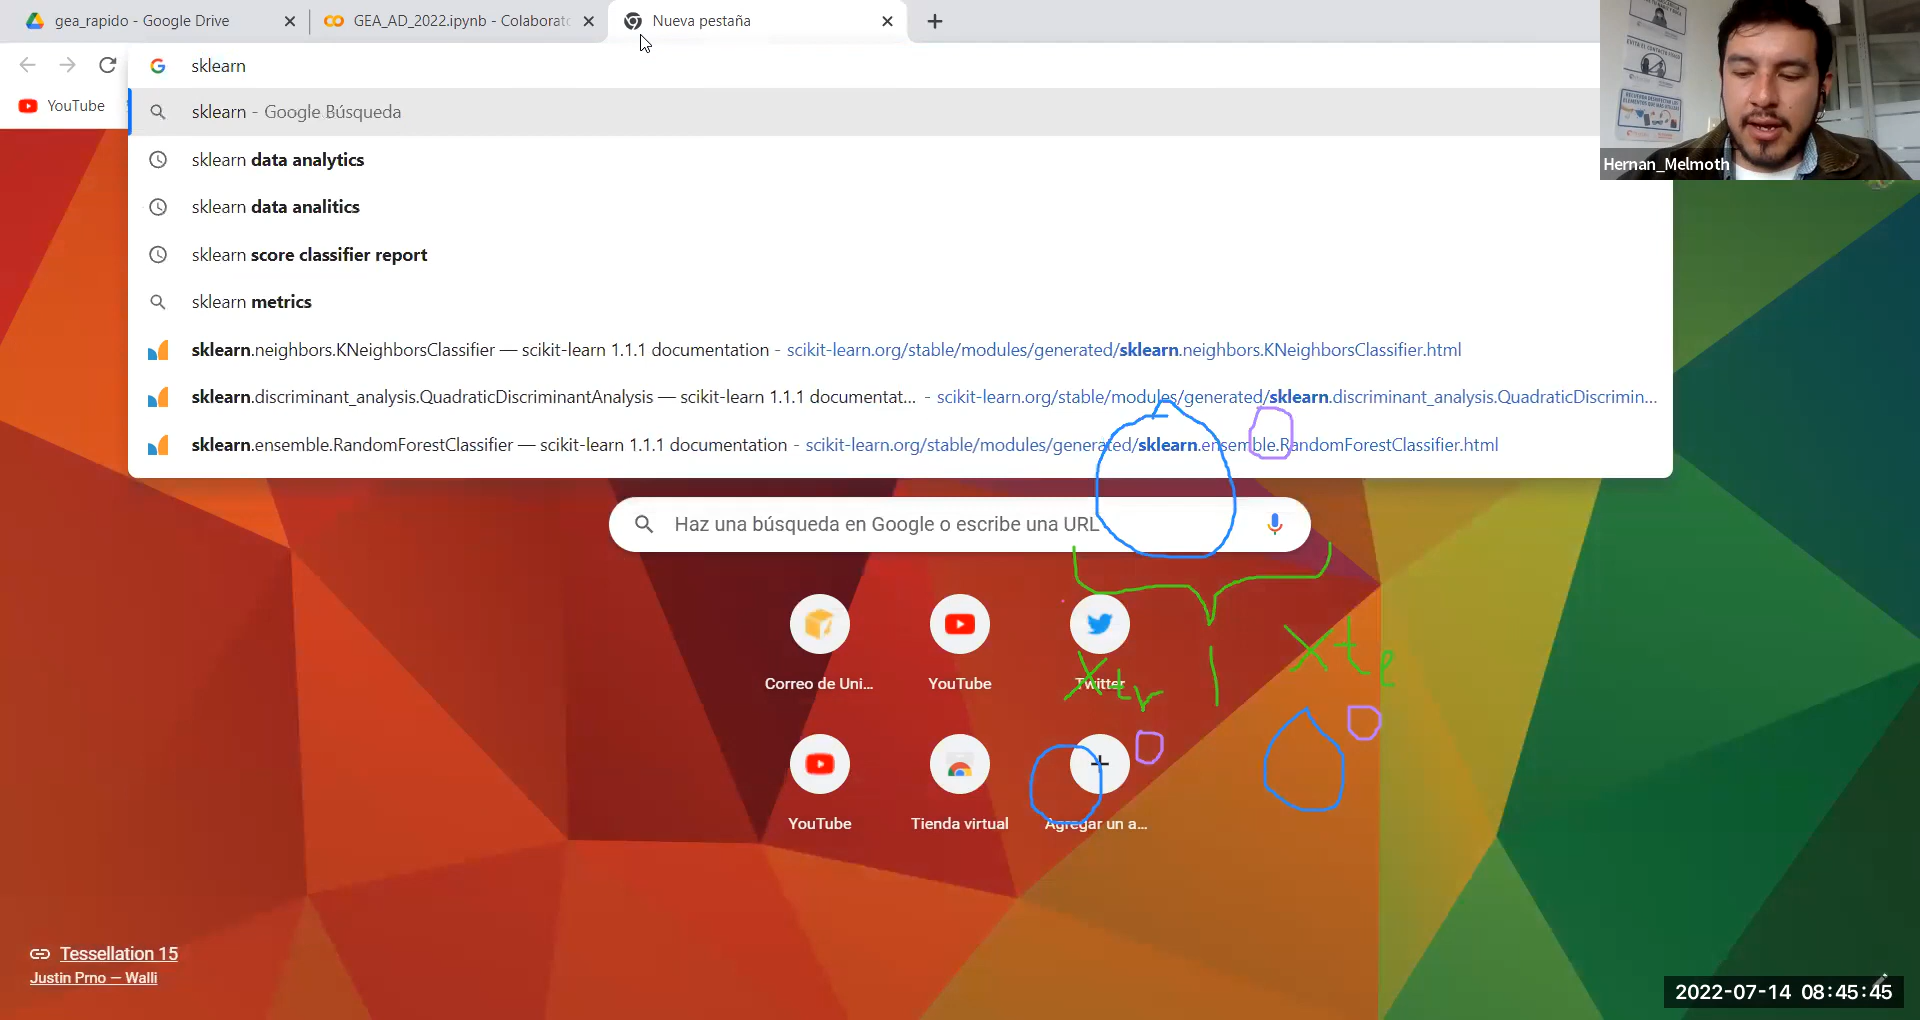 gea_rapido - Google Drive
GEA_AD_2022.ipynb - Colaborato
Nueva pestaña
sklearn
YouTube
sklearn - Google Búsqueda
sklearn data analytics
sklearn data analitics
sklearn score classifier report
sklearn metrics
sklearn.neighbors.KNeighborsClassifier — scikit-learn 1.1.1 documentation - scikit-learn.org/stable/modules/generated/sklearn.neighbors.KNeighborsClassifier.html
sklearn.discriminant_analysis.QuadraticDiscriminantAnalysis — scikit-learn 1.1.1 documentat... - scikit-learn.org/stable/modules/generated/sklearn.discriminant_analysis.QuadraticDiscrimin...
sklearn.ensemble.RandomForestClassifier — scikit-learn 1.1.1 documentation - scikit-learn.org/stable/modules/generated/sklearn.ensemble.RandomForestClassifier.html
Hernan_Melmoth
Haz una búsqueda en Google o escribe una URL
Correo de Uni...
YouTube
Twitter
Xtr
Xte
YouTube
Tienda virtual
Agregar un a...
Tessellation 15
Justin Prno — Walli
2022-07-14 08:45:45